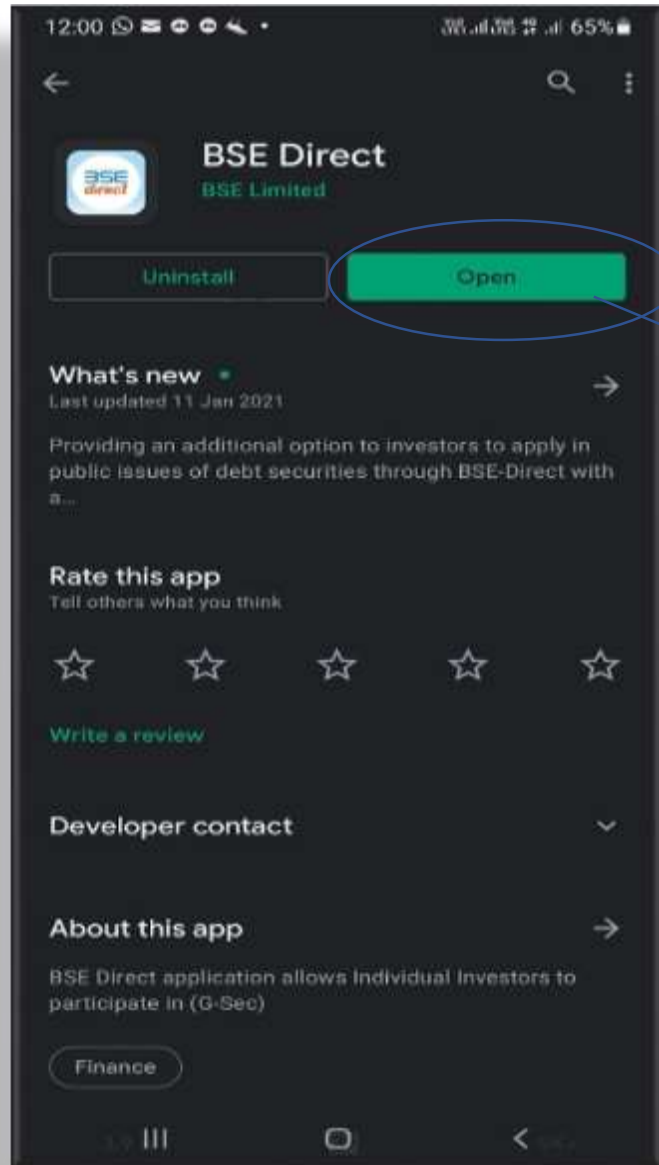 12:00
65%
BSE Direct
BSE direct
BSE Limited
Uninstall
Open
What's new
Last updated 11 Jan 2021
Providing an additional option to investors to apply in
public issues of debt securities through BSE-Direct with
a...
Rate this app
Tell others what you think
Write a review
Developer contact
About this app
BSE Direct application allows Individual Investors to
participate in (G-Sec)
Finance